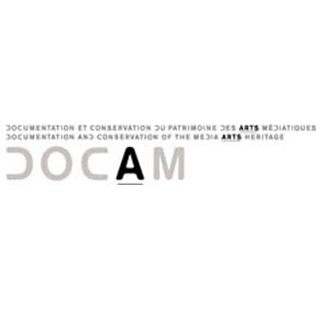 DOCUMENTATION ET CONSERVATION DU PATRIMOINE DES ARTS MÉDIATIQUES
DOCUMENTATION AND CONSERVATION OF THE MEDIA ARTS HERITAGE
DOCAM